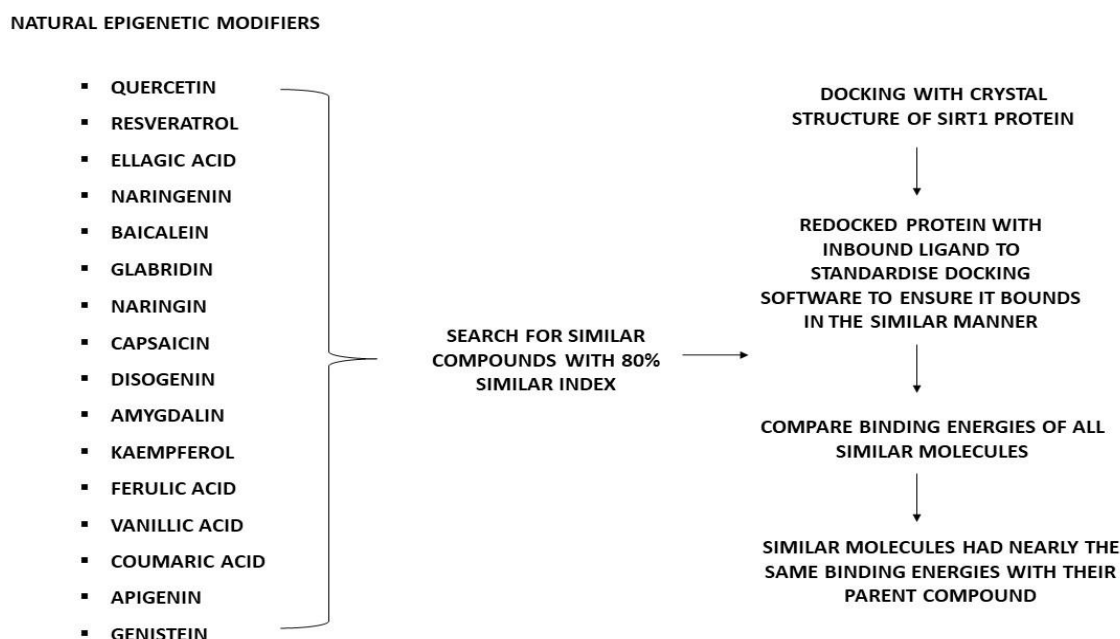 NATURAL EPIGENETIC MODIFIERS
▪ QUERCETIN
▪ RESVERATROL
▪ ELLAGIC ACID
▪ NARINGENIN
▪ BAICALEIN
▪ GLABRIDIN
▪ NARINGIN
▪ CAPSAICIN
▪ DISOGENIN
▪ AMYGDALIN
▪ KAEMPFEROL
▪ FERULIC ACID
▪ VANILLIC ACID
▪ COUMARIC ACID
▪ APIGENIN
▪ GENISTEIN
SEARCH FOR SIMILAR
COMPOUNDS WITH 80%
SIMILAR INDEX
DOCKING WITH CRYSTAL
STRUCTURE OF SIRT1 PROTEIN
REDOCKED PROTEIN WITH
INBOUND LIGAND TO
STANDARDISE DOCKING
SOFTWARE TO ENSURE IT BOUNDS
IN THE SIMILAR MANNER
COMPARE BINDING ENERGIES OF ALL
SIMILAR MOLECULES
SIMILAR MOLECULES HAD NEARLY THE
SAME BINDING ENERGIES WITH THEIR
PARENT COMPOUND